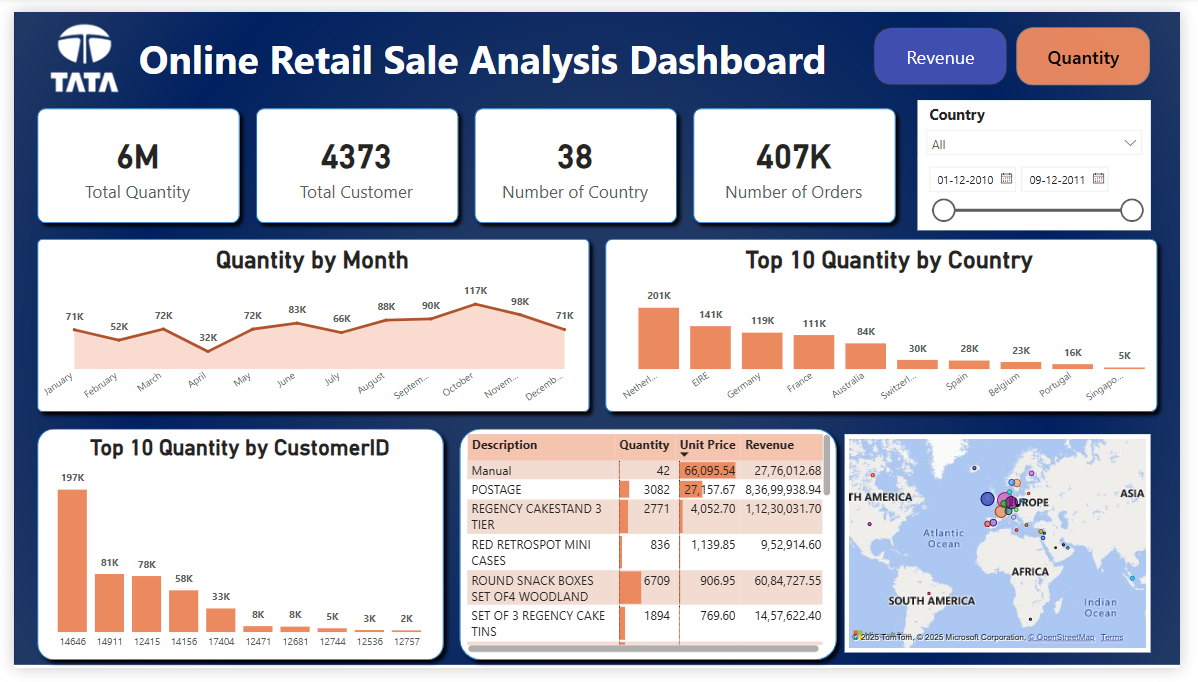 TATA
Online Retail Sale Analysis Dashboard
Revenue
Quantity
6M
Total Quantity
4373
Total Customer
38
Number of Country
407K
Number of Orders
Country
All
01-12-2010
09-12-2011
Quantity by Month
71K 52K 72K 32K 72K 83K 66K 88K 90K 117K 98K 71K
January February March April May June July August Septem... October Novem... Decemb...
Top 10 Quantity by Country
201K 141K 119K 111K 84K 30K 28K 23K 16K 5K
Netherl... EIRE Germany France Australia Switzerl... Spain Belgium Portugal Singapo...
Top 10 Quantity by CustomerID
197K 81K 78K 58K 33K 8K 8K 5K 3K 2K
14646 14911 12415 14156 17404 12471 12681 12744 12536 12757
Description Quantity Unit Price Revenue
Manual 42 66,095.54 27,76,012.68
POSTAGE 3082 27,157.67 8,36,99,938.94
REGENCY CAKESTAND 3 2771 4,052.70 1,12,30,031.70
TIER
RED RETROSPOT MINI 836 1,139.85 9,52,914.60
CASES
ROUND SNACK BOXES 6709 906.95 60,84,727.55
SET OF4 WOODLAND
SET OF 3 REGENCY CAKE 1894 769.60 14,57,622.40
TINS
TH AMERICA
EUROPE
ASIA
Atlantic
Ocean
AFRICA
SOUTH AMERICA
Indian
Ocean
© 2025 TomTom, © 2025 Microsoft Corporation, © OpenStreetMap Terms